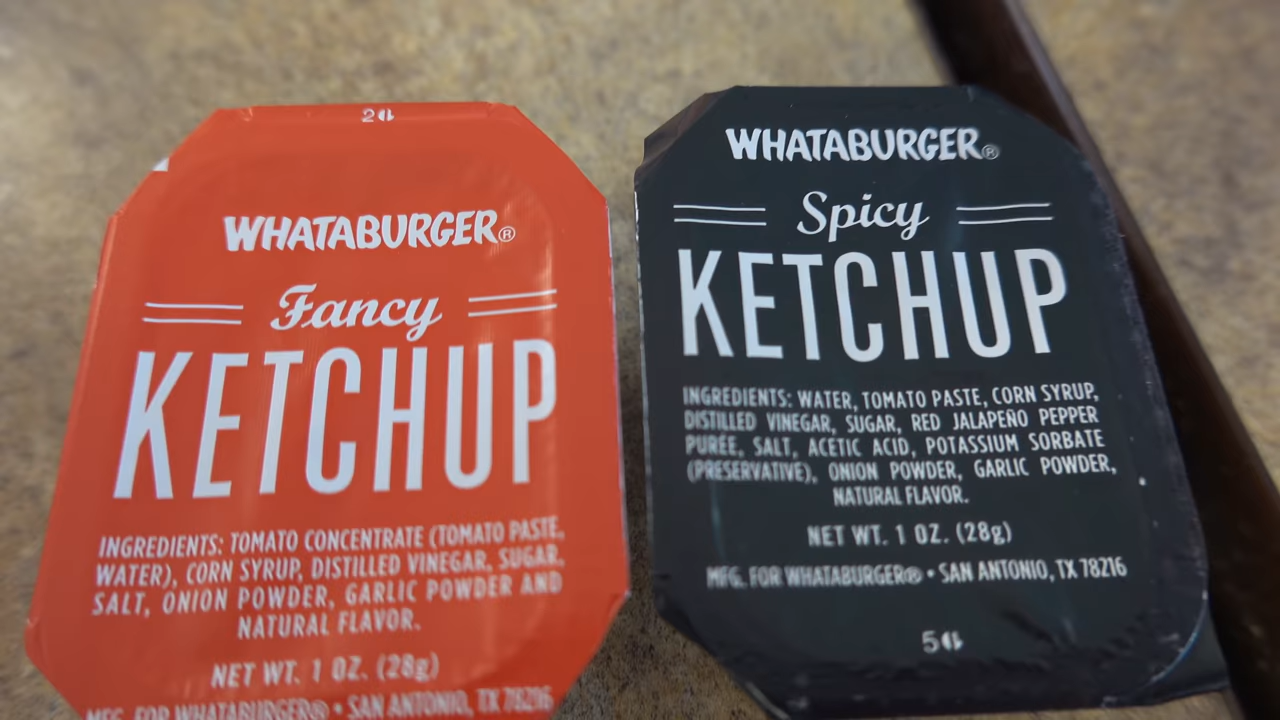 2
WHATABURGER®
Fancy
KETCHUP
INGREDIENTS: TOMATO CONCENTRATE (TOMATO PASTE,
WATER), CORN SYRUP, DISTILLED VINEGAR, SUGAR,
SALT, ONION POWDER, GARLIC POWDER AND
NATURAL FLAVOR.
NET WT. 1 OZ. (28g)
MFG. FOR WHATABURGER® • SAN ANTONIO, TX 78216
WHATABURGER®
Spicy
KETCHUP
INGREDIENTS: WATER, TOMATO PASTE, CORN SYRUP,
DISTILLED VINEGAR, SUGAR, RED JALAPEÑO PEPPER
PURÉE, SALT, ACETIC ACID, POTASSIUM SORBATE
(PRESERVATIVE), ONION POWDER, GARLIC POWDER,
NATURAL FLAVOR.
NET WT. 1 OZ. (28g)
MFG. FOR WHATABURGER® • SAN ANTONIO, TX 78216
5